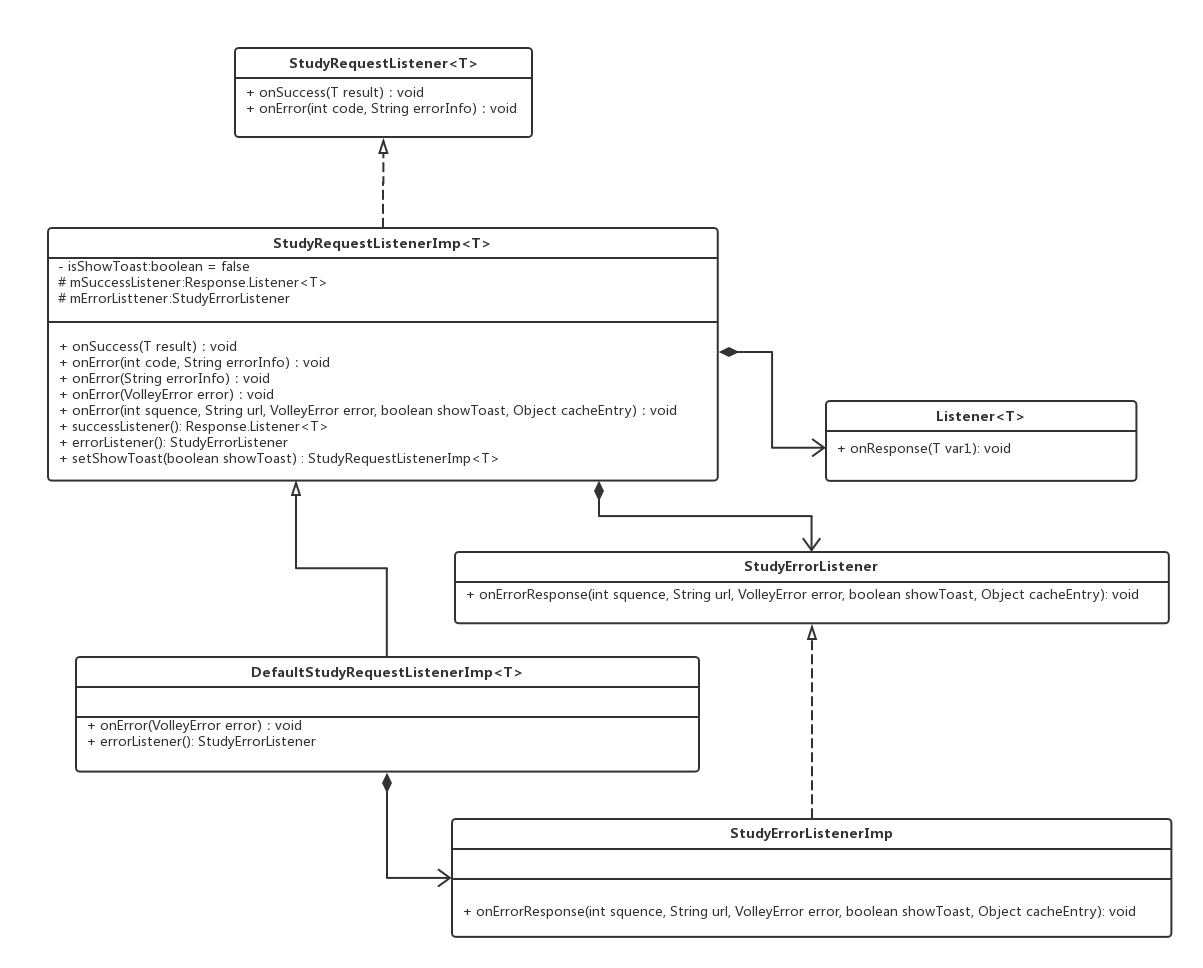 StudyRequestListener<T>
+ onSuccess(T result) : void
+ onError(int code, String errorInfo) : void
StudyRequestListenerImp<T>
- isShowToast:boolean = false
# mSuccessListener:Response.Listener<T>
# mErrorListtener:StudyErrorListener
+ onSuccess(T result) : void
+ onError(int code, String errorInfo) : void
+ onError(String errorInfo) : void
+ onError(VolleyError error) : void
+ onError(int squence, String url, VolleyError error, boolean showToast, Object cacheEntry) : void
+ successListener(): Response.Listener<T>
+ errorListener(): StudyErrorListener
+ setShowToast(boolean showToast) : StudyRequestListenerImp<T>
Listener<T>
+ onResponse(T var1): void
StudyErrorListener
+ onErrorResponse(int squence, String url, VolleyError error, boolean showToast, Object cacheEntry): void
DefaultStudyRequestListenerImp<T>
+ onError(VolleyError error) : void
+ errorListener(): StudyErrorListener
StudyErrorListenerImp
+ onErrorResponse(int squence, String url, VolleyError error, boolean showToast, Object cacheEntry): void